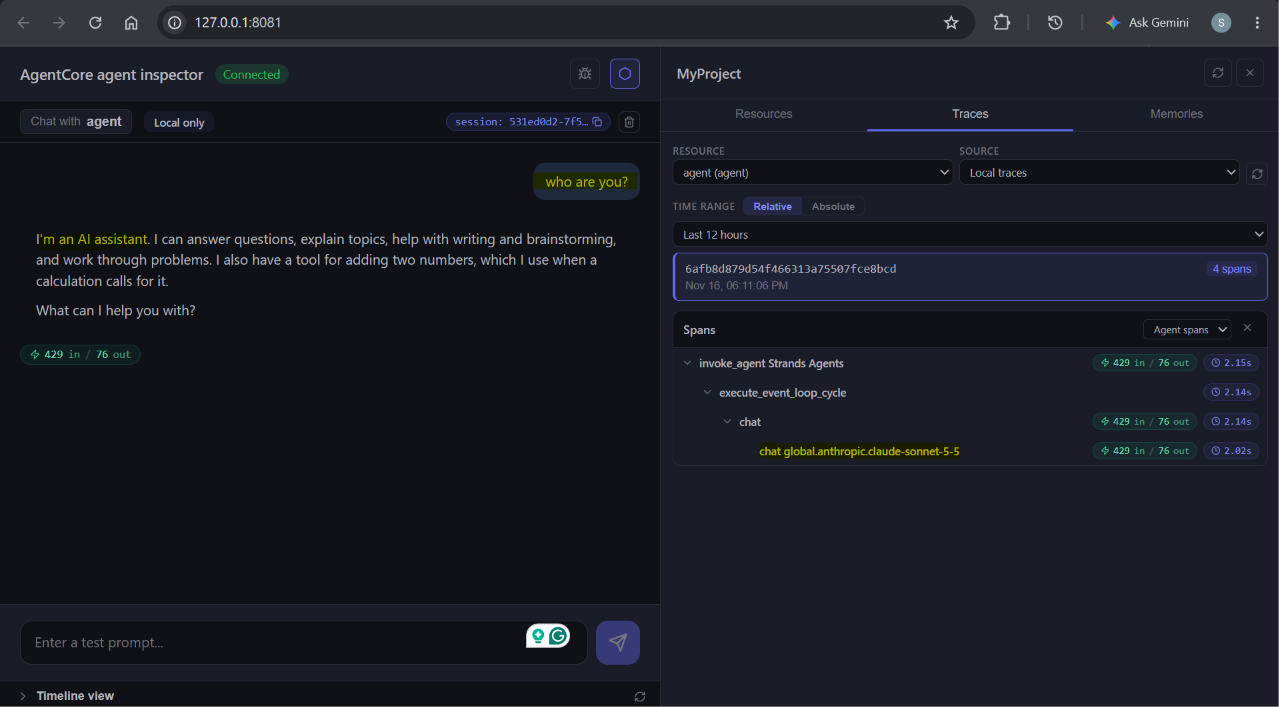 127.0.0.1:8081
Ask Gemini
S
AgentCore agent inspector
Connected
Chat with agent
Local only
session: 531ed0d2-7f5…
who are you?
I'm an AI assistant. I can answer questions, explain topics, help with writing and brainstorming,
and work through problems. I also have a tool for adding two numbers, which I use when a
calculation calls for it.
What can I help you with?
429 in / 76 out
Enter a test prompt...
Timeline view
MyProject
Resources
Traces
Memories
RESOURCE
SOURCE
agent (agent)
Local traces
TIME RANGE
Relative
Absolute
Last 12 hours
6afb8d879d54f466313a75507fce8bcd
4 spans
Nov 16, 06:11:06 PM
Spans
Agent spans
invoke_agent Strands Agents
429 in / 76 out
2.15s
execute_event_loop_cycle
2.14s
chat
429 in / 76 out
2.14s
chat global.anthropic.claude-sonnet-5-5
429 in / 76 out
2.02s